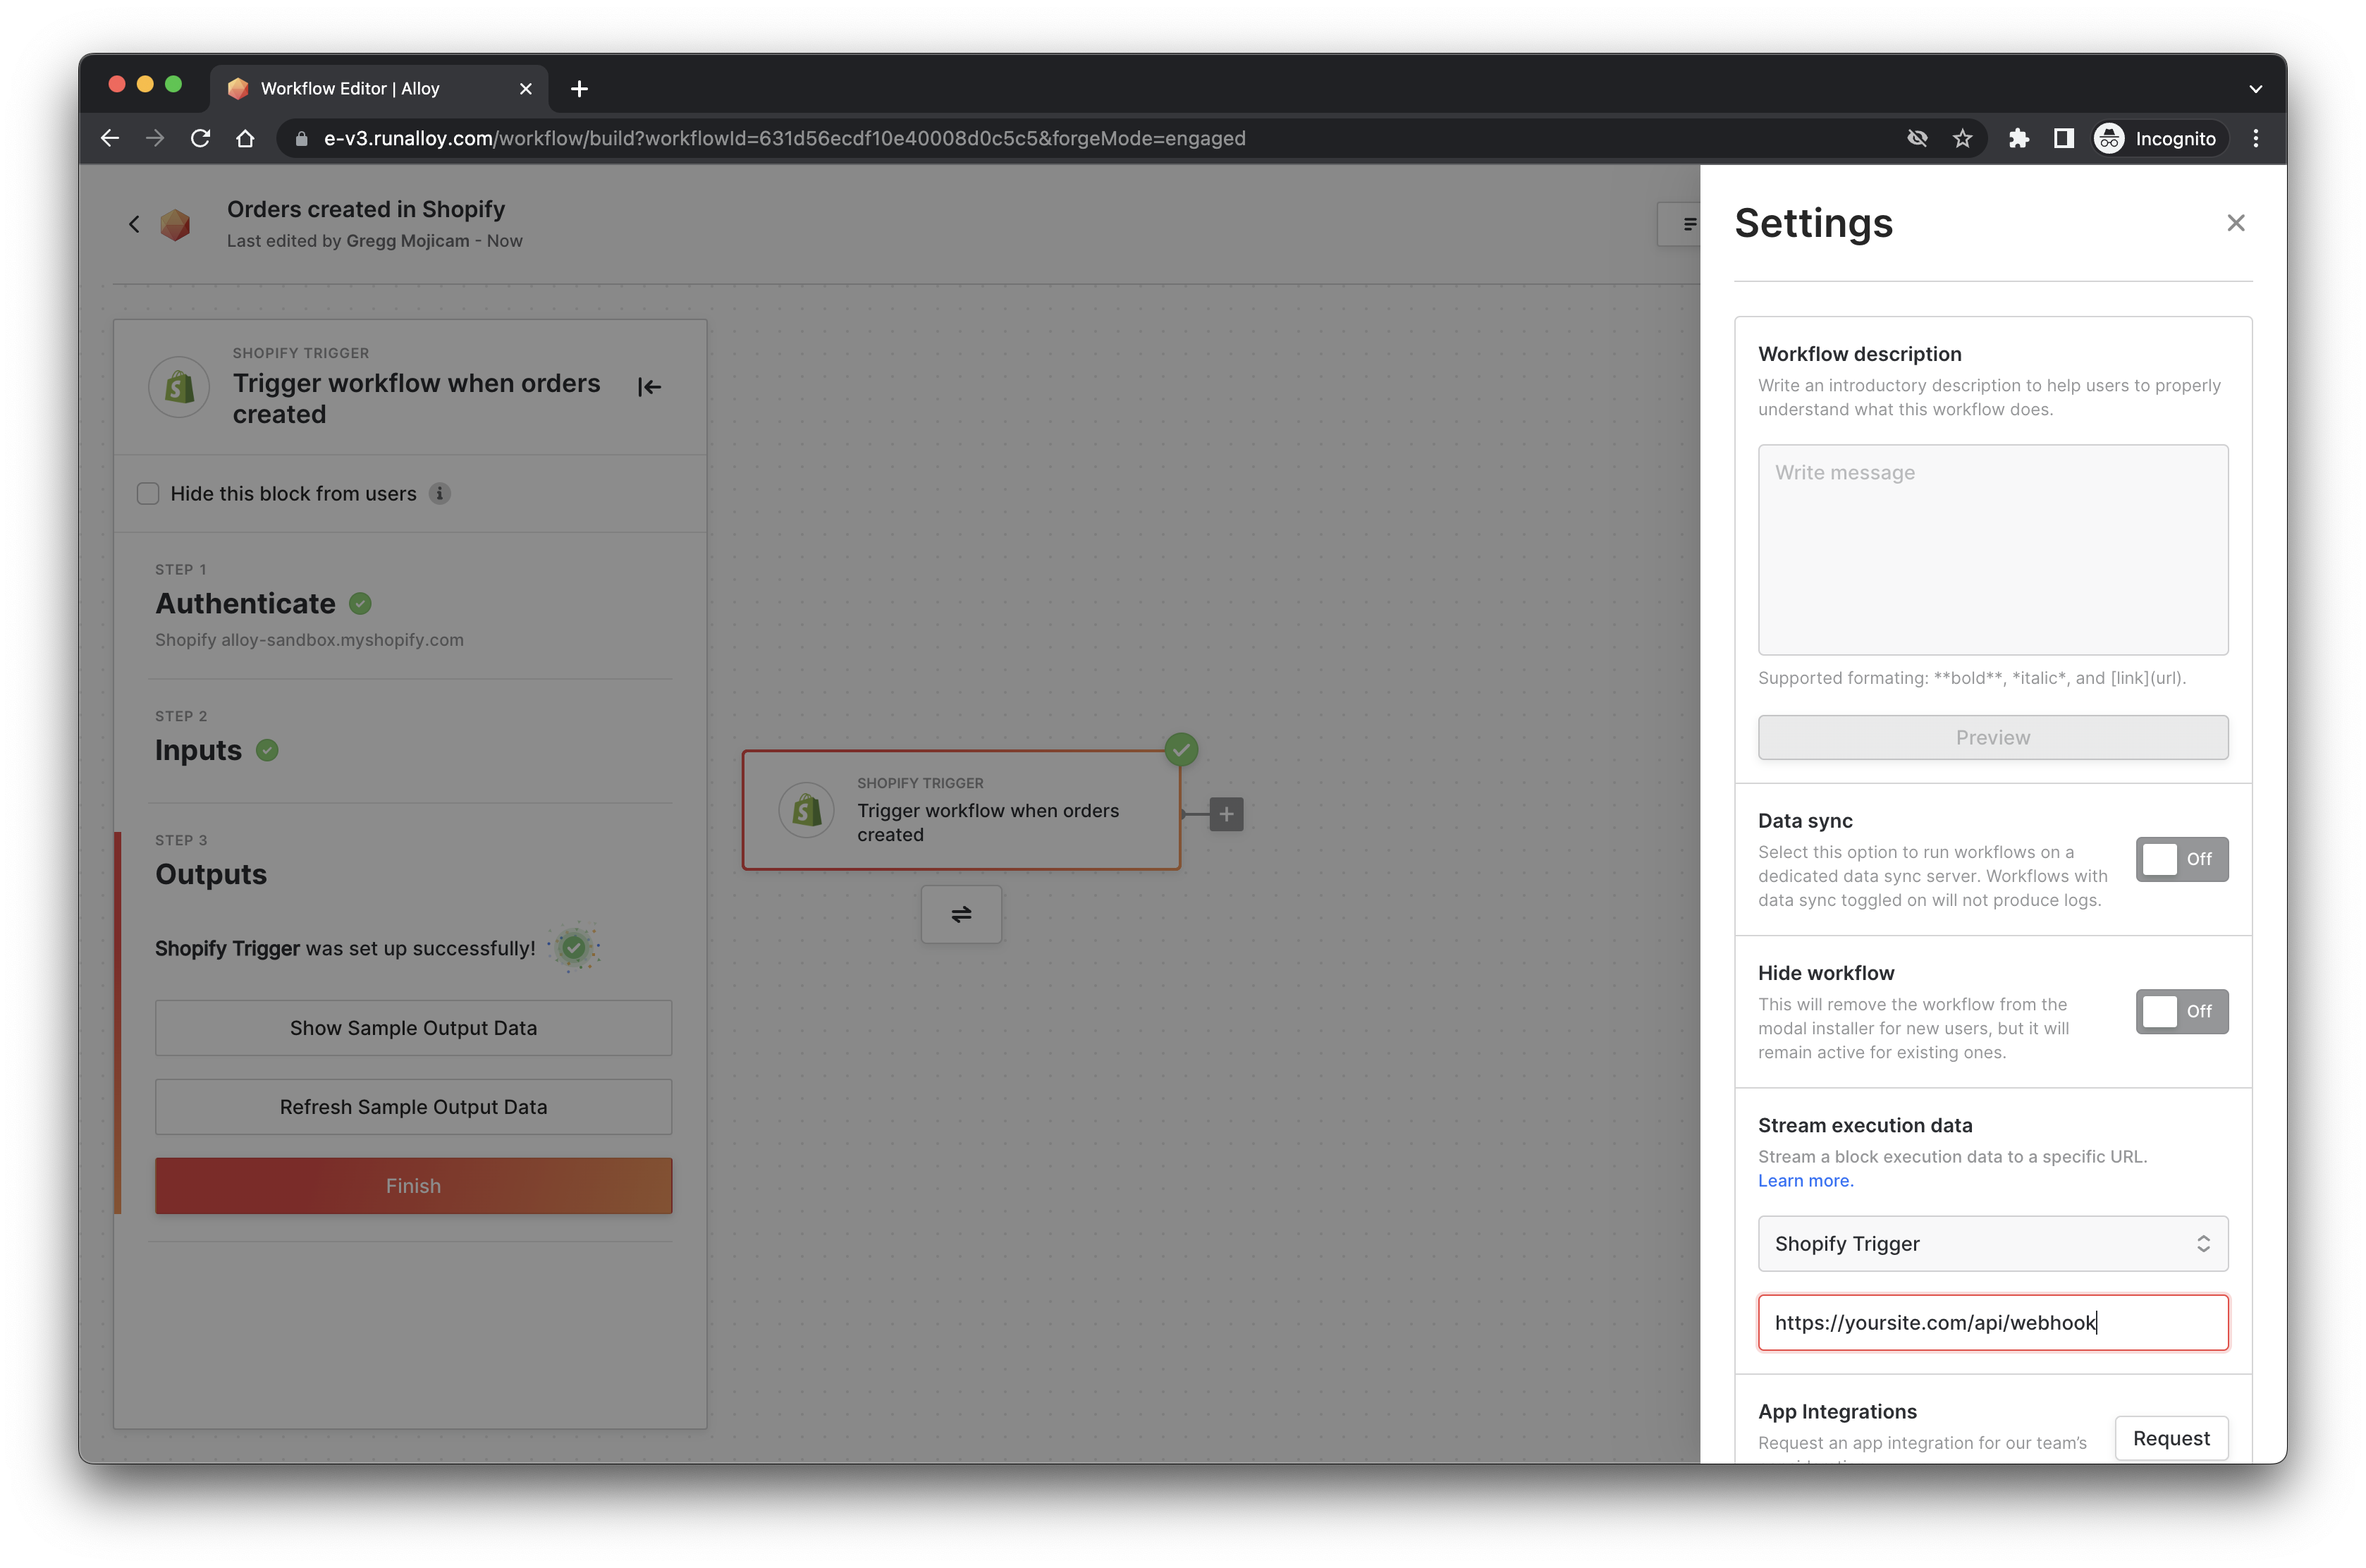 Workflow Editor | Alloy
e-v3.runalloy.com/workflow/build?workflowId=631d56ecdf10e40008d0c5c5&forgeMode=engaged
Incognito
Orders created in Shopify
Last edited by Gregg Mojicam - Now
SHOPIFY TRIGGER
Trigger workflow when orders
created
Hide this block from users
STEP 1
Authenticate
Shopify alloy-sandbox.myshopify.com
STEP 2
Inputs
STEP 3
Outputs
Shopify Trigger was set up successfully!
Show Sample Output Data
Refresh Sample Output Data
Finish
SHOPIFY TRIGGER
Trigger workflow when orders
created
Settings
Workflow description
Write an introductory description to help users to properly
understand what this workflow does.
Write message
Supported formating: **bold**, *italic*, and [link](url).
Preview
Data sync
Select this option to run workflows on a
dedicated data sync server. Workflows with
data sync toggled on will not produce logs.
Off
Hide workflow
This will remove the workflow from the
modal installer for new users, but it will
remain active for existing ones.
Off
Stream execution data
Stream a block execution data to a specific URL.
Learn more.
Shopify Trigger
https://yoursite.com/api/webhook
App Integrations
Request an app integration for our team's
Request